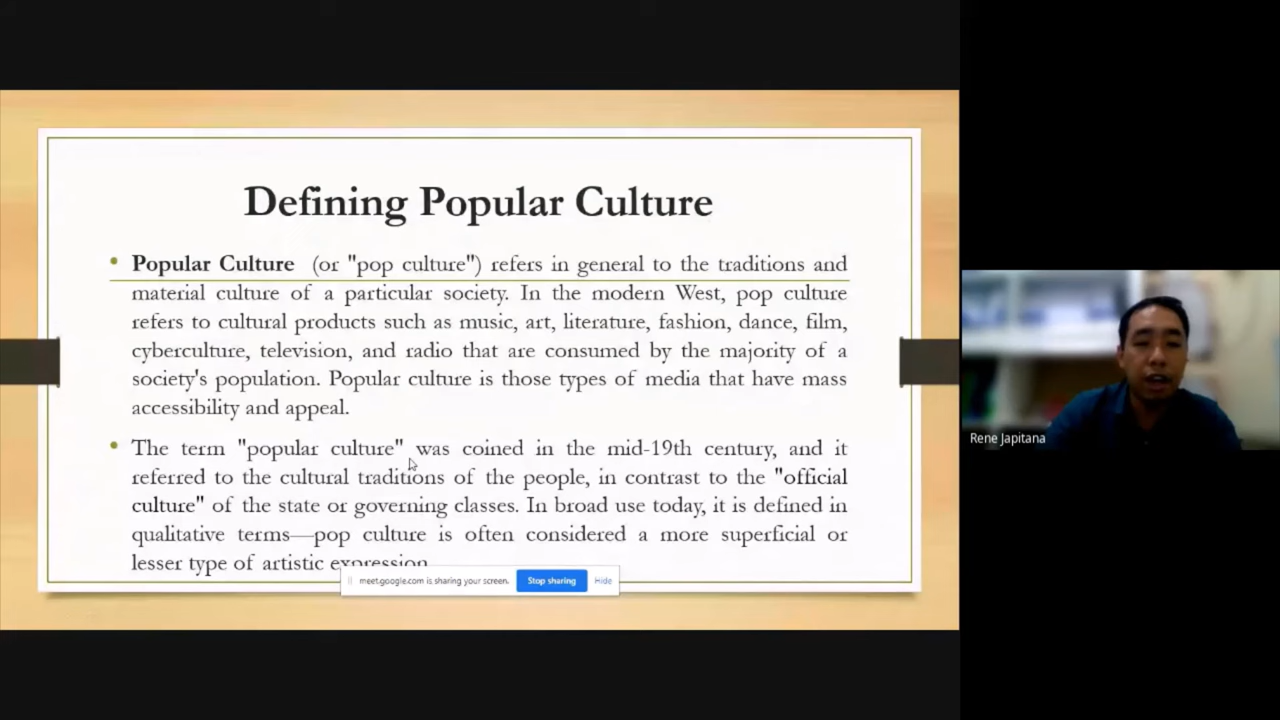 Defining Popular Culture
• Popular Culture (or "pop culture") refers in general to the traditions and
material culture of a particular society. In the modern West, pop culture
refers to cultural products such as music, art, literature, fashion, dance, film,
cyberculture, television, and radio that are consumed by the majority of a
society's population. Popular culture is those types of media that have mass
accessibility and appeal.
• The term "popular culture" was coined in the mid-19th century, and it
referred to the cultural traditions of the people, in contrast to the "official
culture" of the state or governing classes. In broad use today, it is defined in
qualitative terms—pop culture is often considered a more superficial or
lesser type of artistic expression.
meet.google.com is sharing your screen. Stop sharing Hide
Rene Japitana